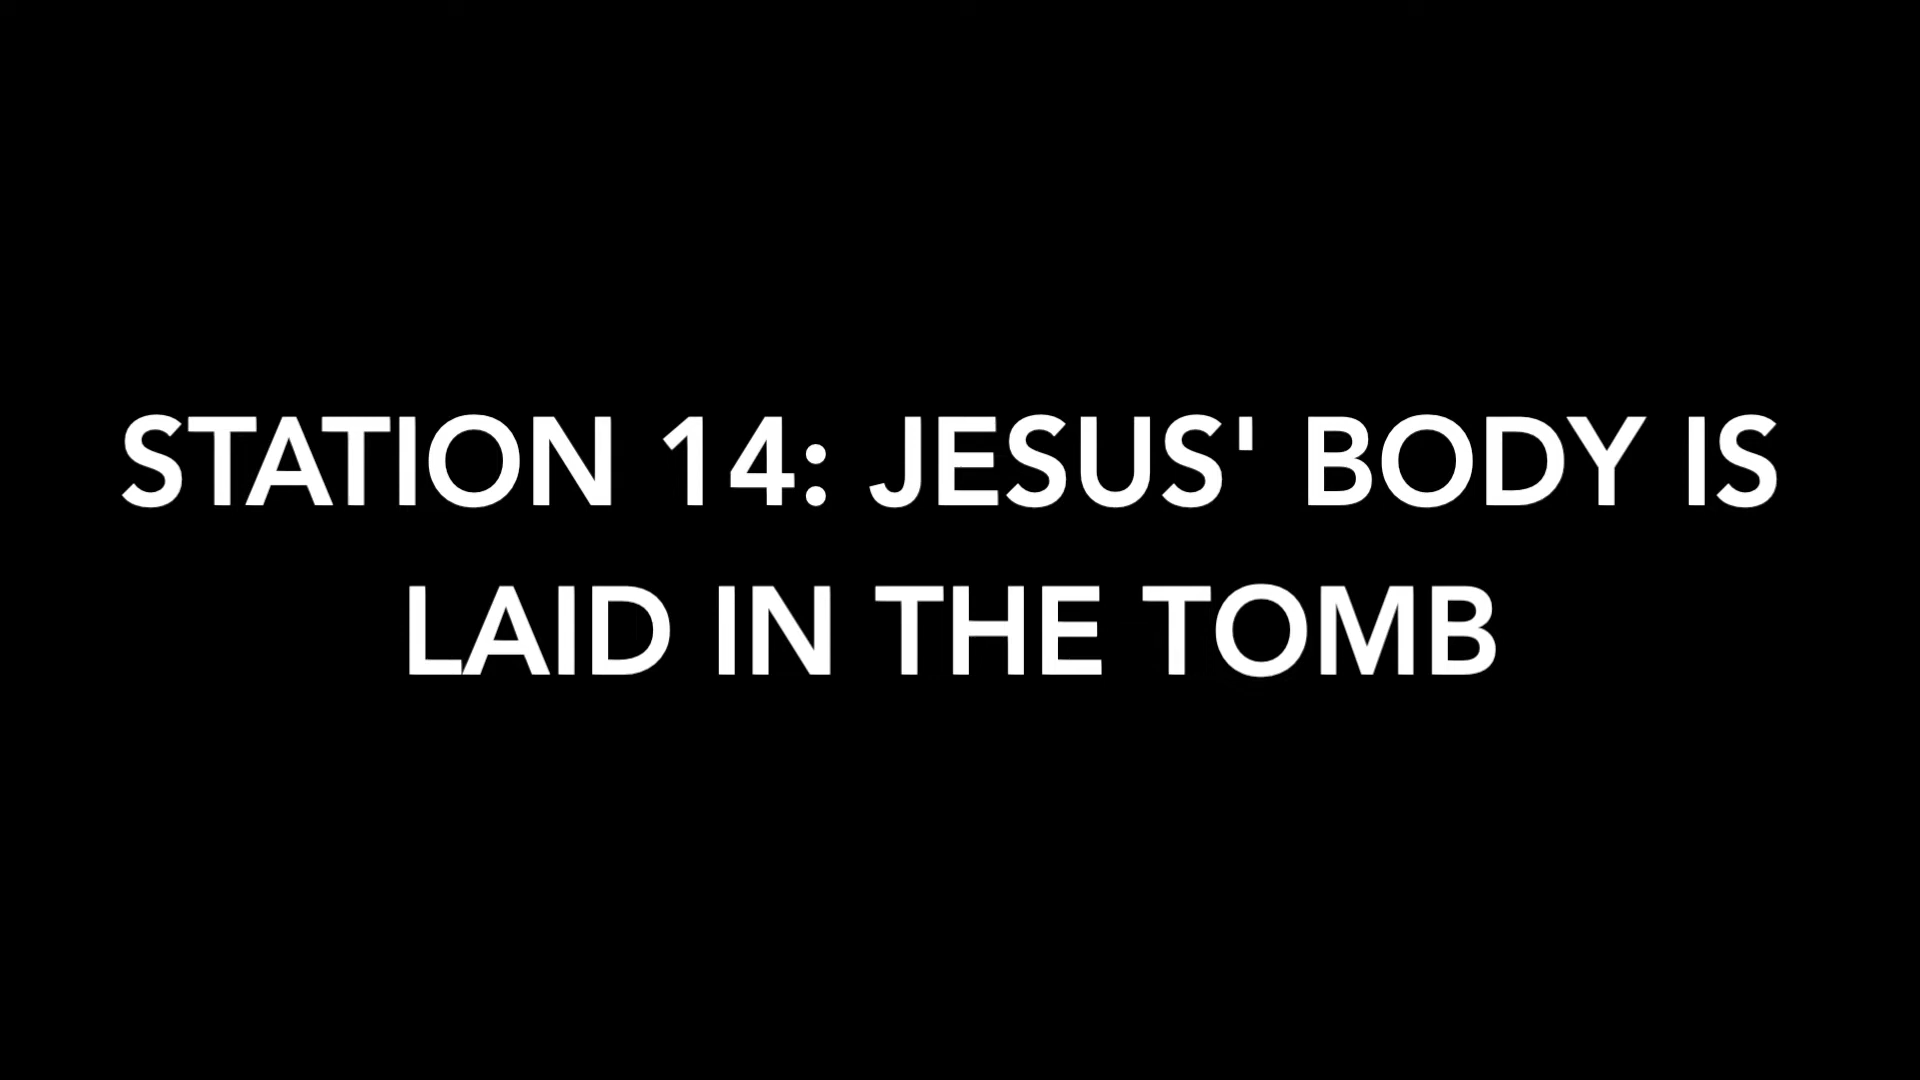 STATION 14: JESUS' BODY IS
LAID IN THE TOMB